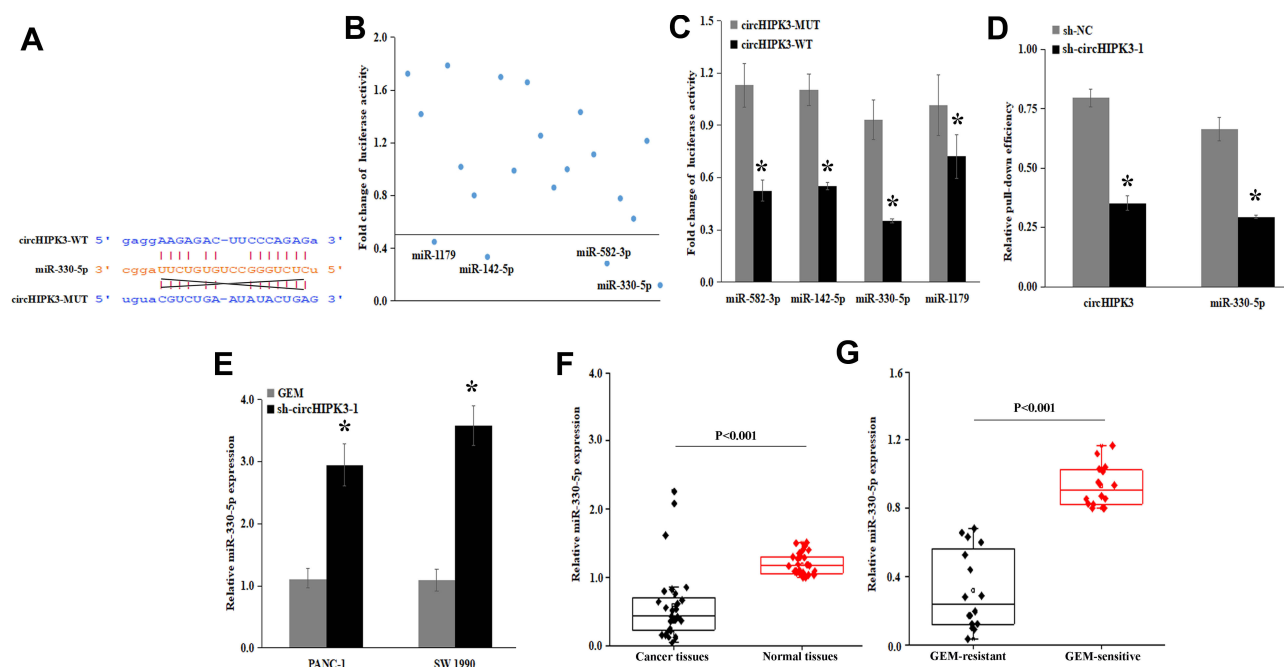 A
circHIPK3-WT 5' gaggAAGAGAC-UUCCCAGAGa 3'
miR-330-5p 3' cggaUUCUGUGUCCGGGUCUCu 5'
circHIPK3-MUT 5' uguaCGUCUGA-AUAUACUGAG 3'
B
Fold change of luciferase activity
2.0
1.6
1.2
0.8
0.4
0.0
miR-1179
miR-142-5p
miR-582-3p
miR-330-5p
C
circHIPK3-MUT
circHIPK3-WT
Fold change of luciferase activity
1.5
1.2
0.9
0.6
0.3
0.0
* * * *
miR-582-3p miR-142-5p miR-330-5p miR-1179
D
sh-NC
sh-circHIPK3-1
Relative pull-down efficiency
1.00
0.75
0.50
0.25
0.00
* *
circHIPK3 miR-330-5p
E
GEM
sh-circHIPK3-1
Relative miR-330-5p expression
4.0
3.0
2.0
1.0
0.0
* *
PANC-1 SW 1990
F
Relative miR-330-5p expression
4.0
3.0
2.0
1.0
0.0
P<0.001
Cancer tissues Normal tissues
G
Relative miR-330-5p expression
1.6
1.2
0.8
0.4
0.0
P<0.001
GEM-resistant GEM-sensitive